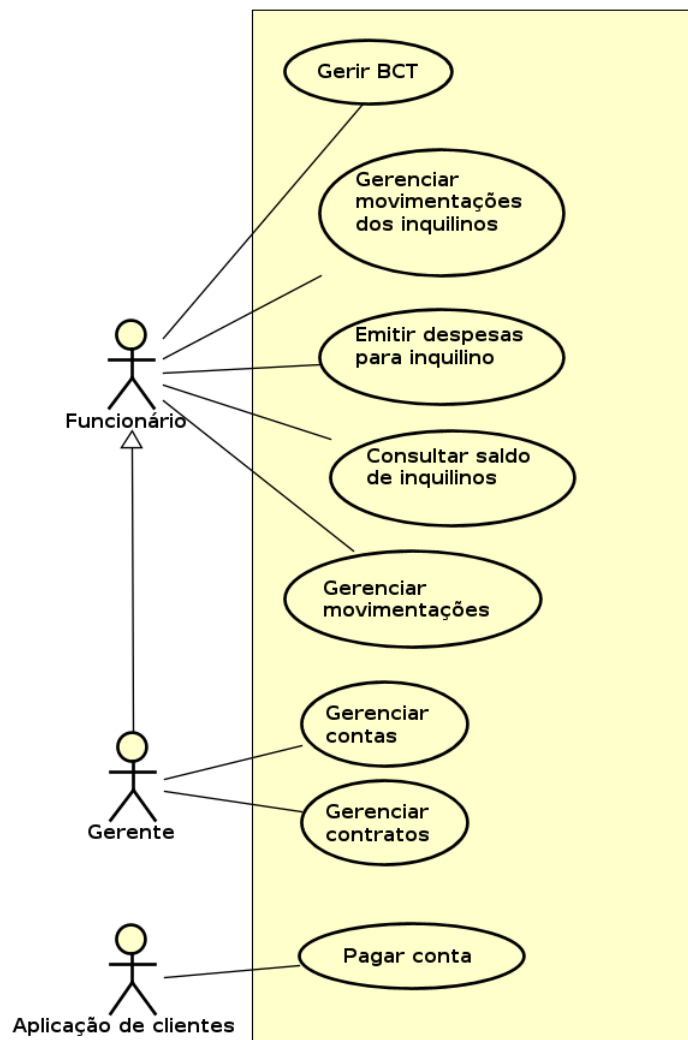 Gerir BCT
Gerenciar
movimentações
dos inquilinos
Emitir despesas
para inquilino
Funcionário
Consultar saldo
de inquilinos
Gerenciar
movimentações
Gerenciar
contas
Gerenciar
contratos
Gerente
Pagar conta
Aplicação de clientes